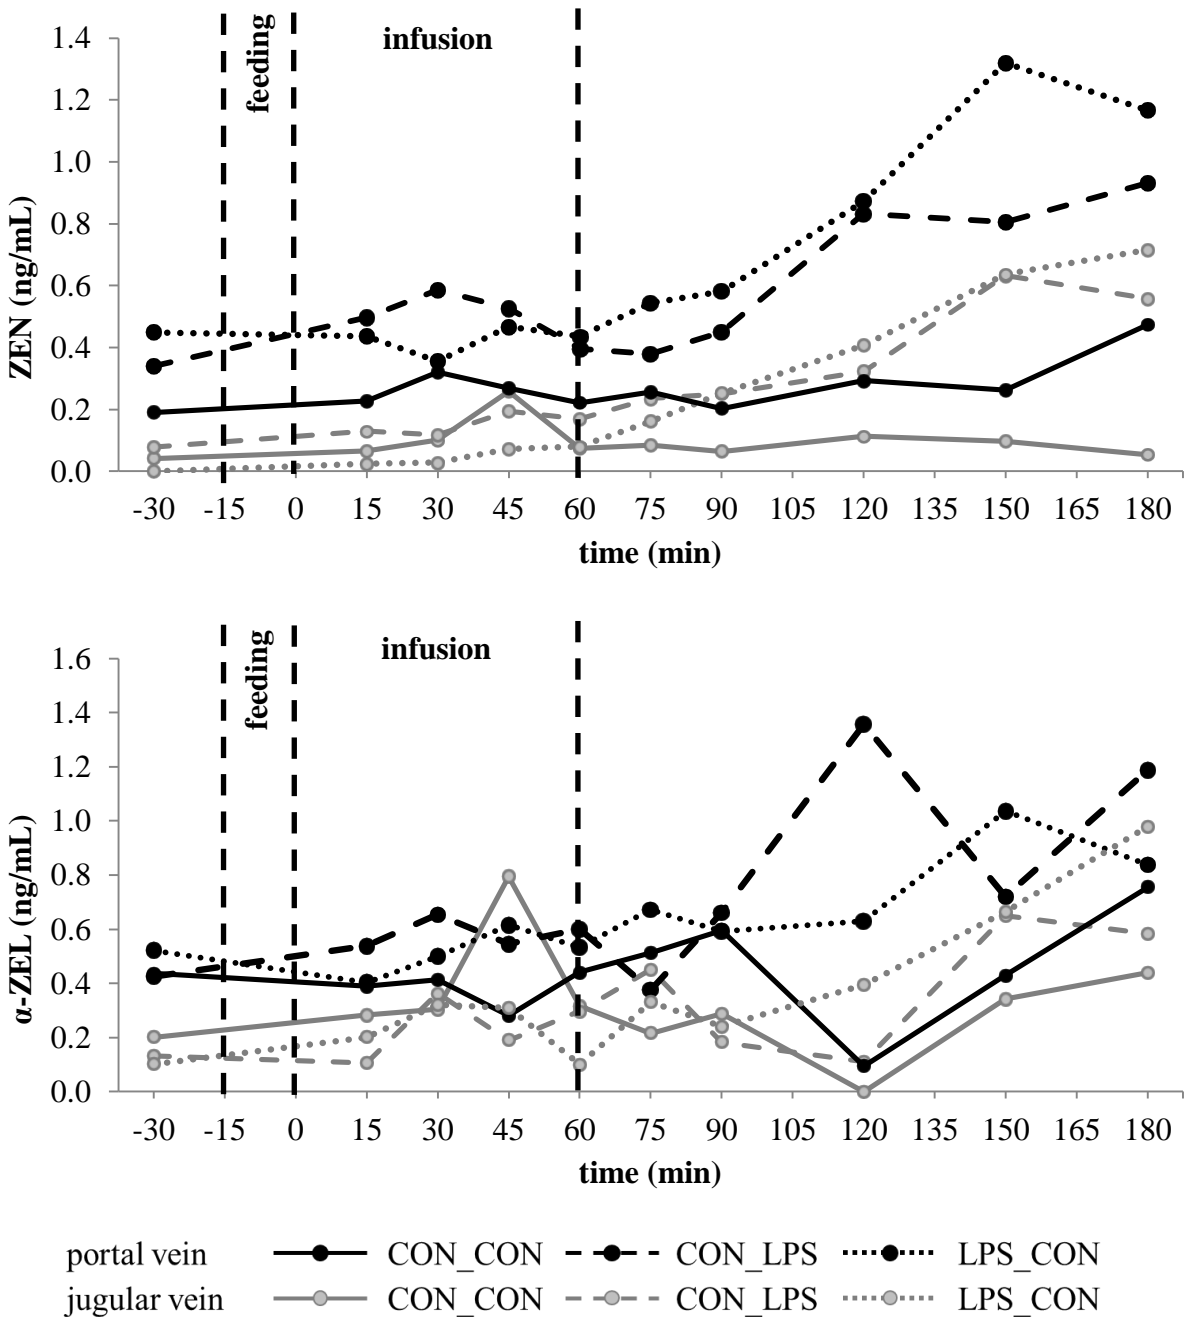 feeding
infusion
ZEN (ng/mL)
1.4
1.2
1.0
0.8
0.6
0.4
0.2
0.0
-30 -15 0 15 30 45 60 75 90 105 120 135 150 165 180
time (min)
feeding
infusion
α-ZEL (ng/mL)
1.6
1.4
1.2
1.0
0.8
0.6
0.4
0.2
0.0
-30 -15 0 15 30 45 60 75 90 105 120 135 150 165 180
time (min)
portal vein CON_CON CON_LPS LPS_CON
jugular vein CON_CON CON_LPS LPS_CON